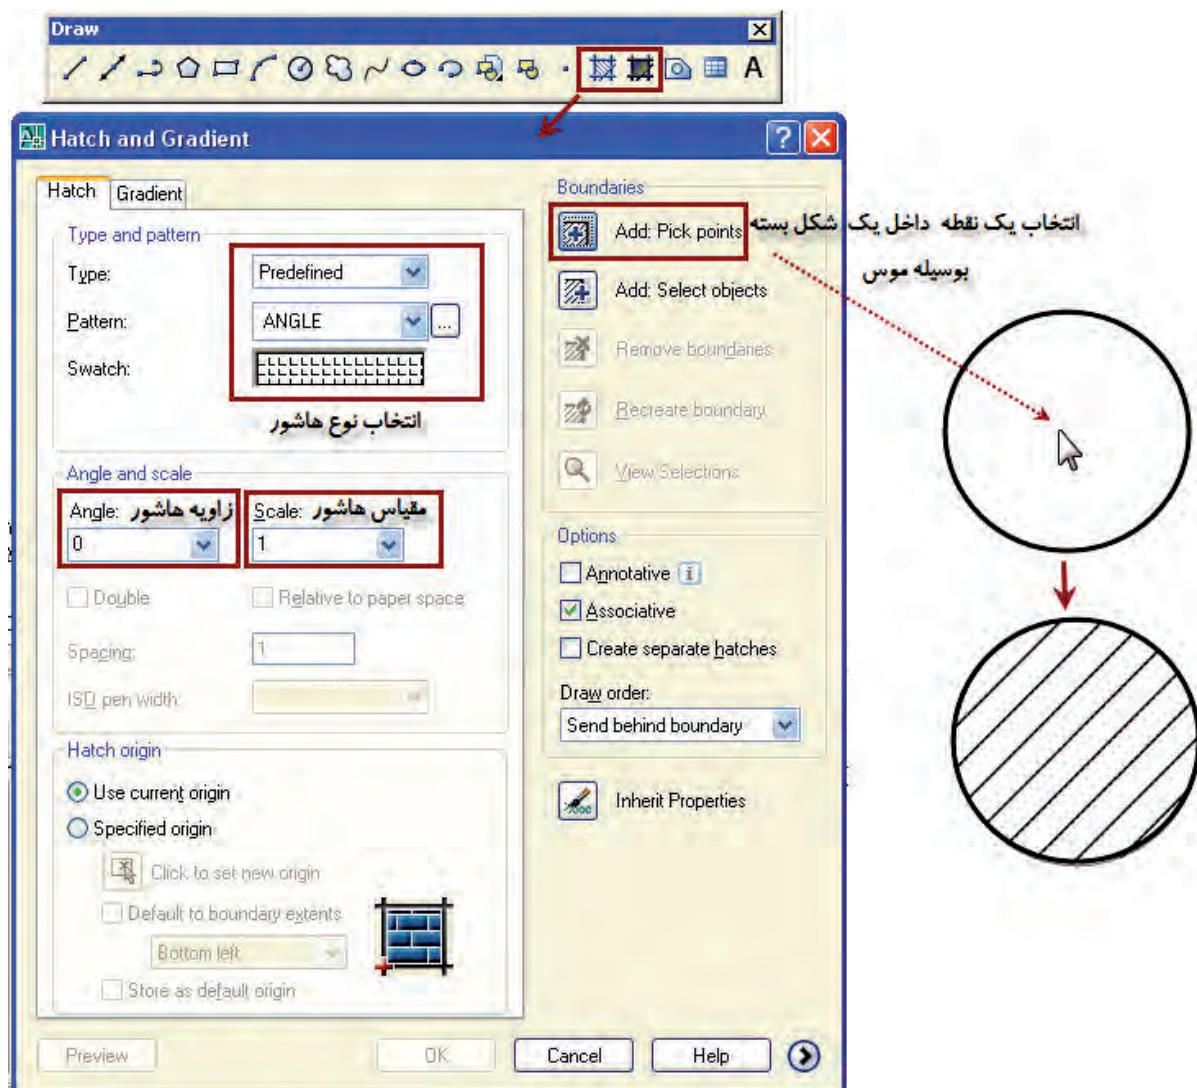 Draw
A
Hatch and Gradient
Hatch
Gradient
Type and pattern
Type:
Predefined
Pattern:
ANGLE
...
Swatch:
انتخاب نوع هاشور
Angle and scale
Angle: زاویه هاشور
0
Scale: مقیاس هاشور
1
Double
Relative to paper space
Spacing:
1
ISO pen width:
Hatch origin
Use current origin
Specified origin
Click to set new origin
Default to boundary extents
Bottom left
Store as default origin
Boundaries
Add: Pick points
انتخاب یک نقطه داخل یک شکل بسته
بوسیله موس
Add: Select objects
Remove boundaries
Recreate boundary
View Selections
Options
Annotative
Associative
Create separate hatches
Draw order:
Send behind boundary
Inherit Properties
Preview
OK
Cancel
Help